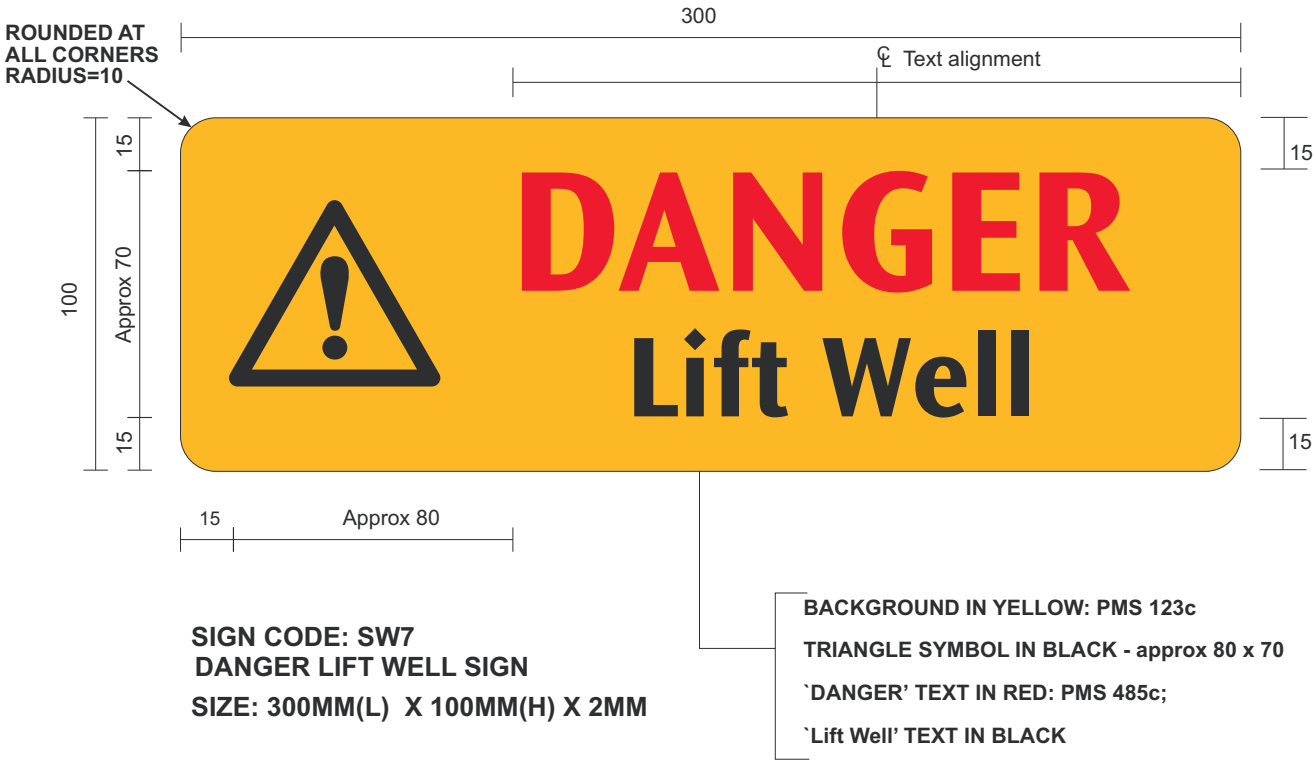 300
ROUNDED AT
ALL CORNERS
RADIUS=10
℄ Text alignment
15
15
100
Approx 70
DANGER
Lift Well
15
15
15
Approx 80
BACKGROUND IN YELLOW: PMS 123c
TRIANGLE SYMBOL IN BLACK - approx 80 x 70
`DANGER’ TEXT IN RED: PMS 485c;
`Lift Well’ TEXT IN BLACK
SIGN CODE: SW7
DANGER LIFT WELL SIGN
SIZE: 300MM(L) X 100MM(H) X 2MM